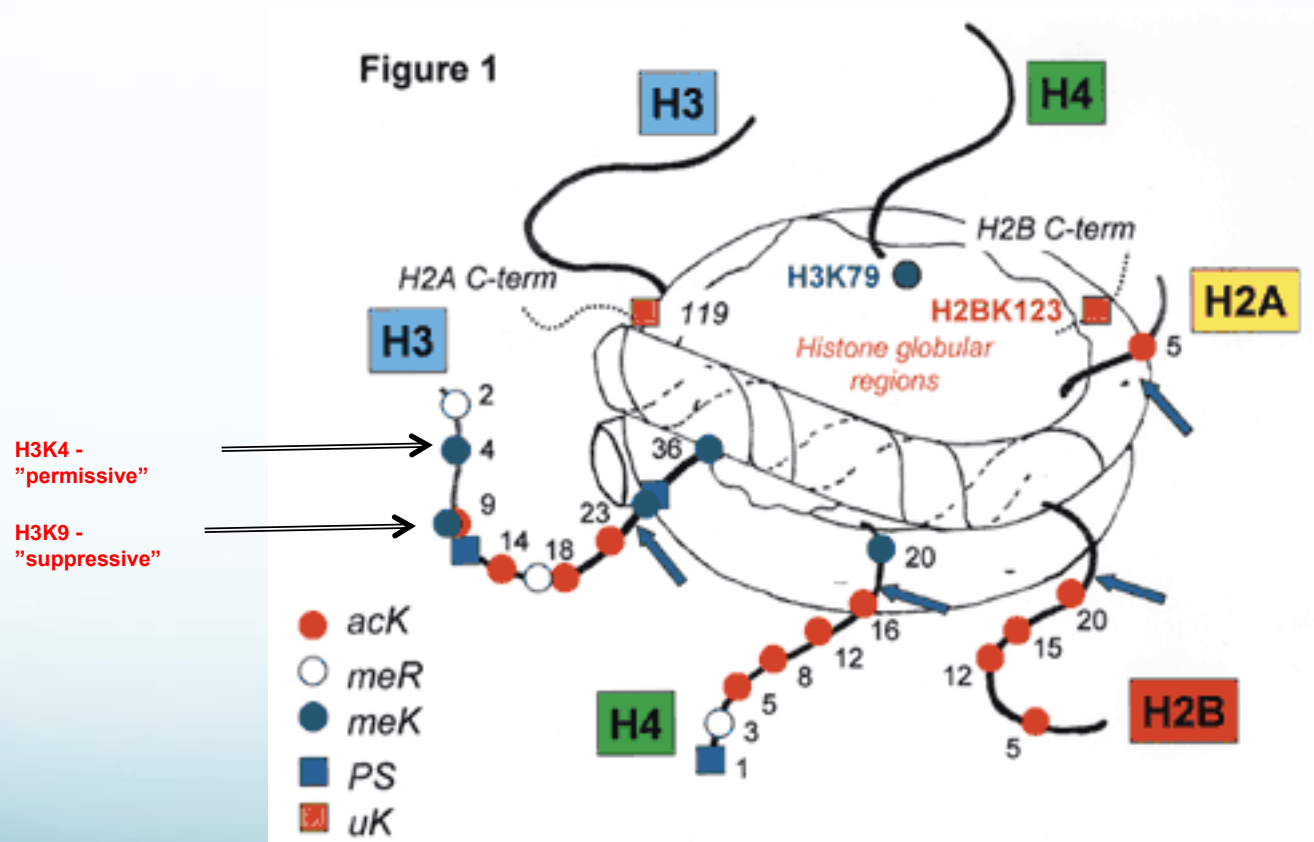 Figure 1
H3
H4
H2B C-term
H2A C-term
H3K79
H2BK123
H2A
119
Histone globular
regions
5
H3
2
4
36
H3K4 -
”permissive”
9
23
H3K9 -
”suppressive”
14
18
20
16
20
acK
12
15
meR
8
12
meK
5
H4
3
5
H2B
PS
1
uK